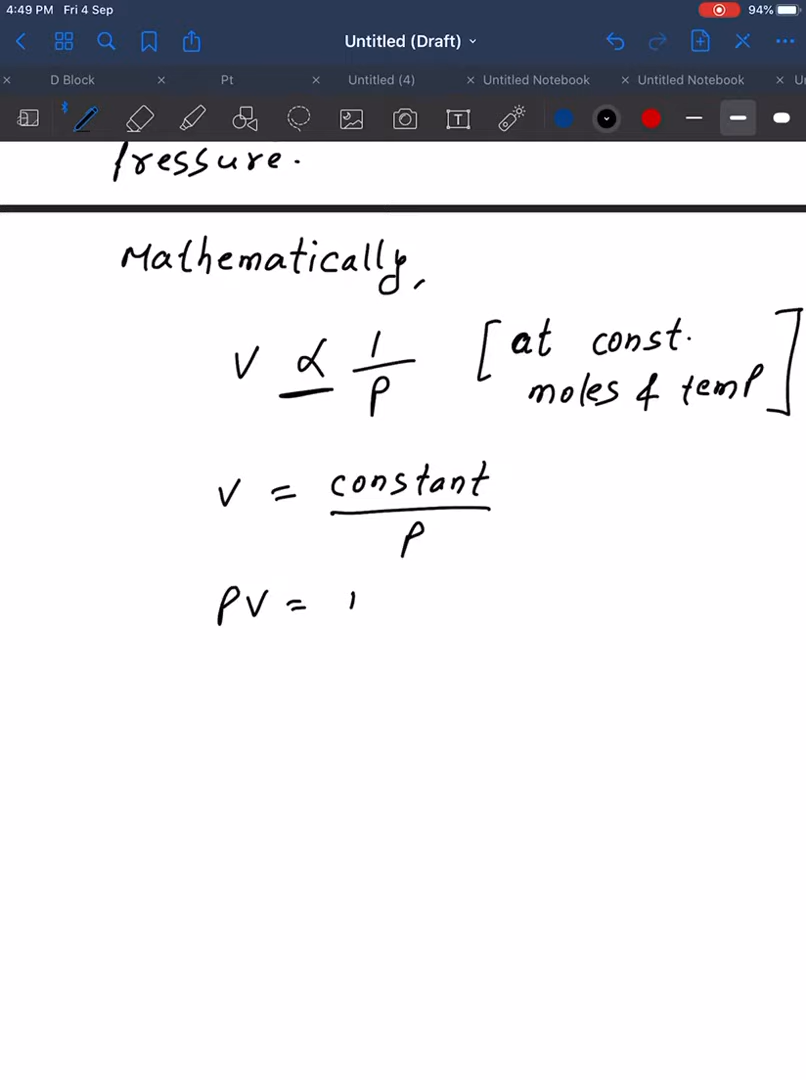 4:49 PM Fri 4 Sep 94%
Untitled (Draft)
D Block Pt Untitled (4) Untitled Notebook Untitled Notebook
T
Pressure.
Mathematically,
V ∝ 1/P [at const. moles & temp]
V = constant/P
PV =